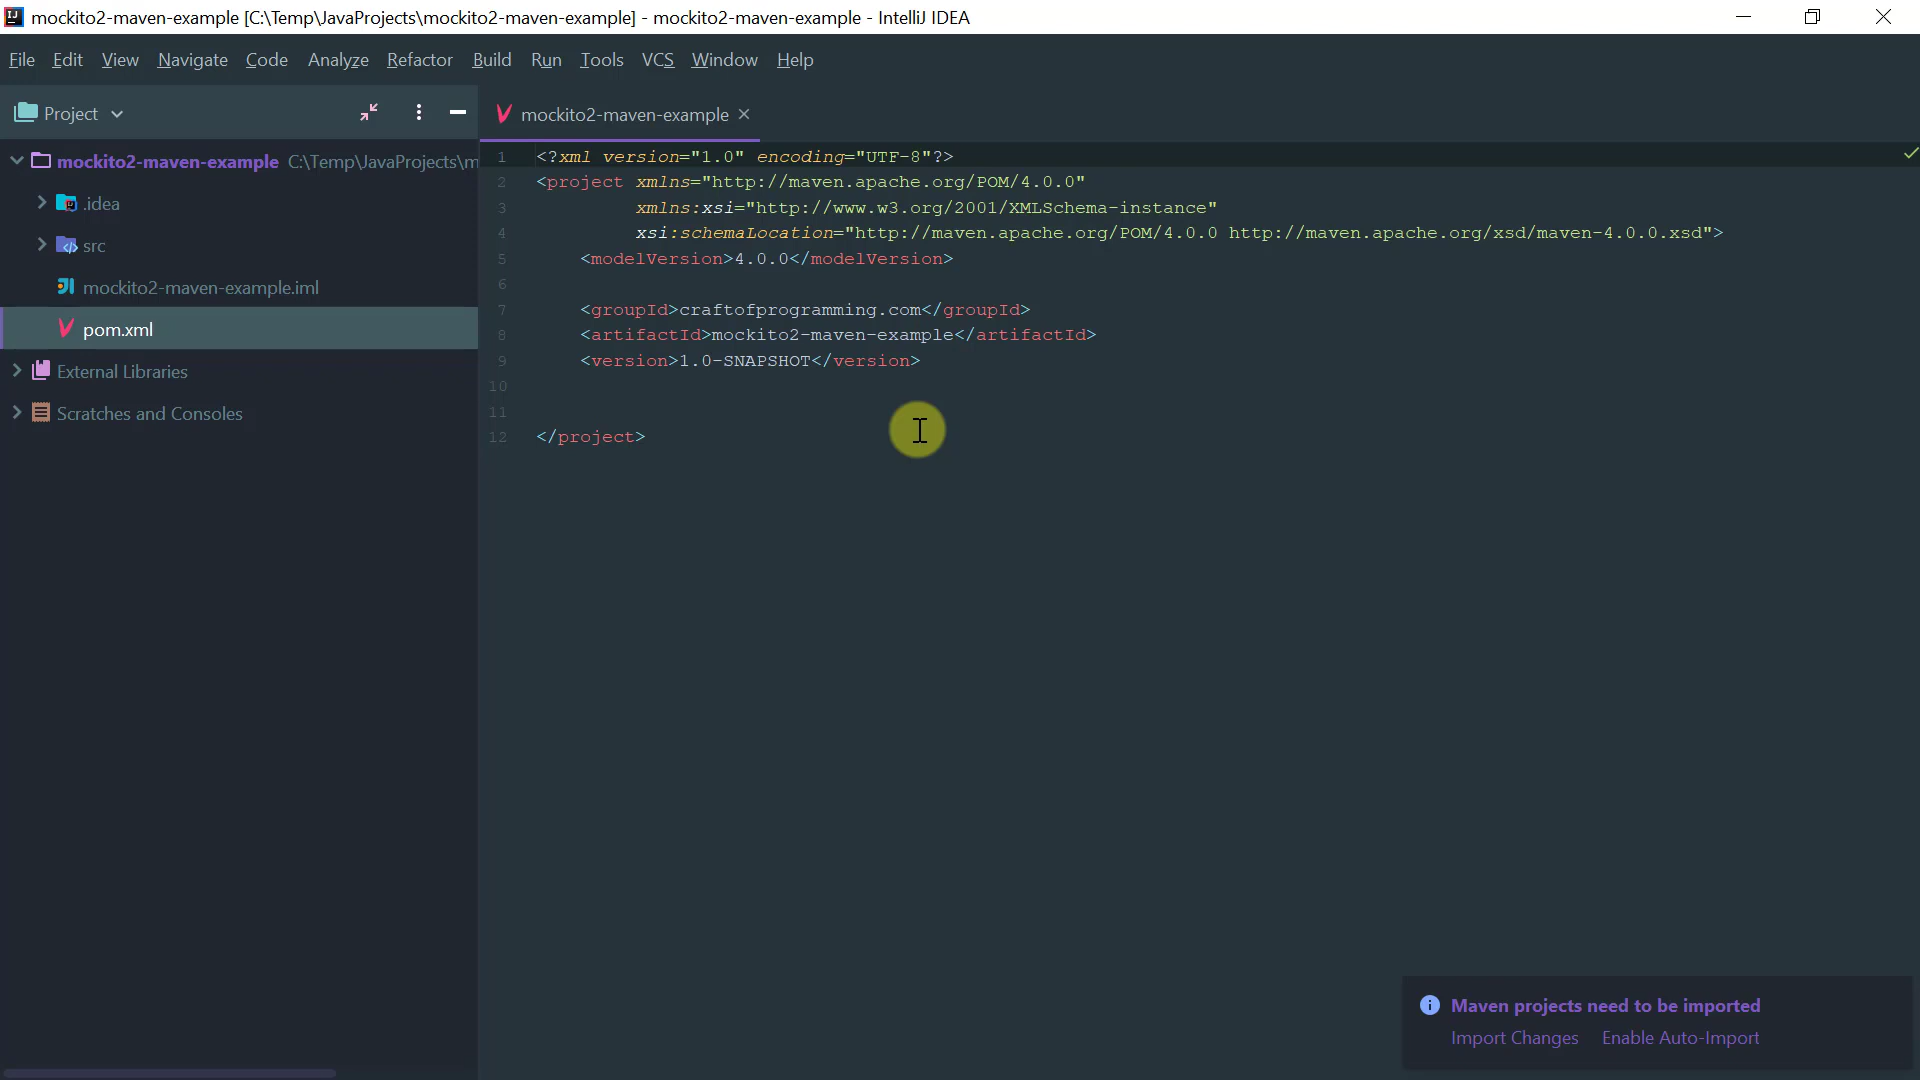 mockito2-maven-example [C:\Temp\JavaProjects\mockito2-maven-example] - mockito2-maven-example - IntelliJ IDEA
File Edit View Navigate Code Analyze Refactor Build Run Tools VCS Window Help
Project
mockito2-maven-example C:\Temp\JavaProjects\m
.idea
src
mockito2-maven-example.iml
pom.xml
External Libraries
Scratches and Consoles
mockito2-maven-example
1 <?xml version="1.0" encoding="UTF-8"?>
2 <project xmlns="http://maven.apache.org/POM/4.0.0"
3 xmlns:xsi="http://www.w3.org/2001/XMLSchema-instance"
4 xsi:schemaLocation="http://maven.apache.org/POM/4.0.0 http://maven.apache.org/xsd/maven-4.0.0.xsd">
5 <modelVersion>4.0.0</modelVersion>
6
7 <groupId>craftofprogramming.com</groupId>
8 <artifactId>mockito2-maven-example</artifactId>
9 <version>1.0-SNAPSHOT</version>
10
11
12 </project>
Maven projects need to be imported
Import Changes Enable Auto-Import